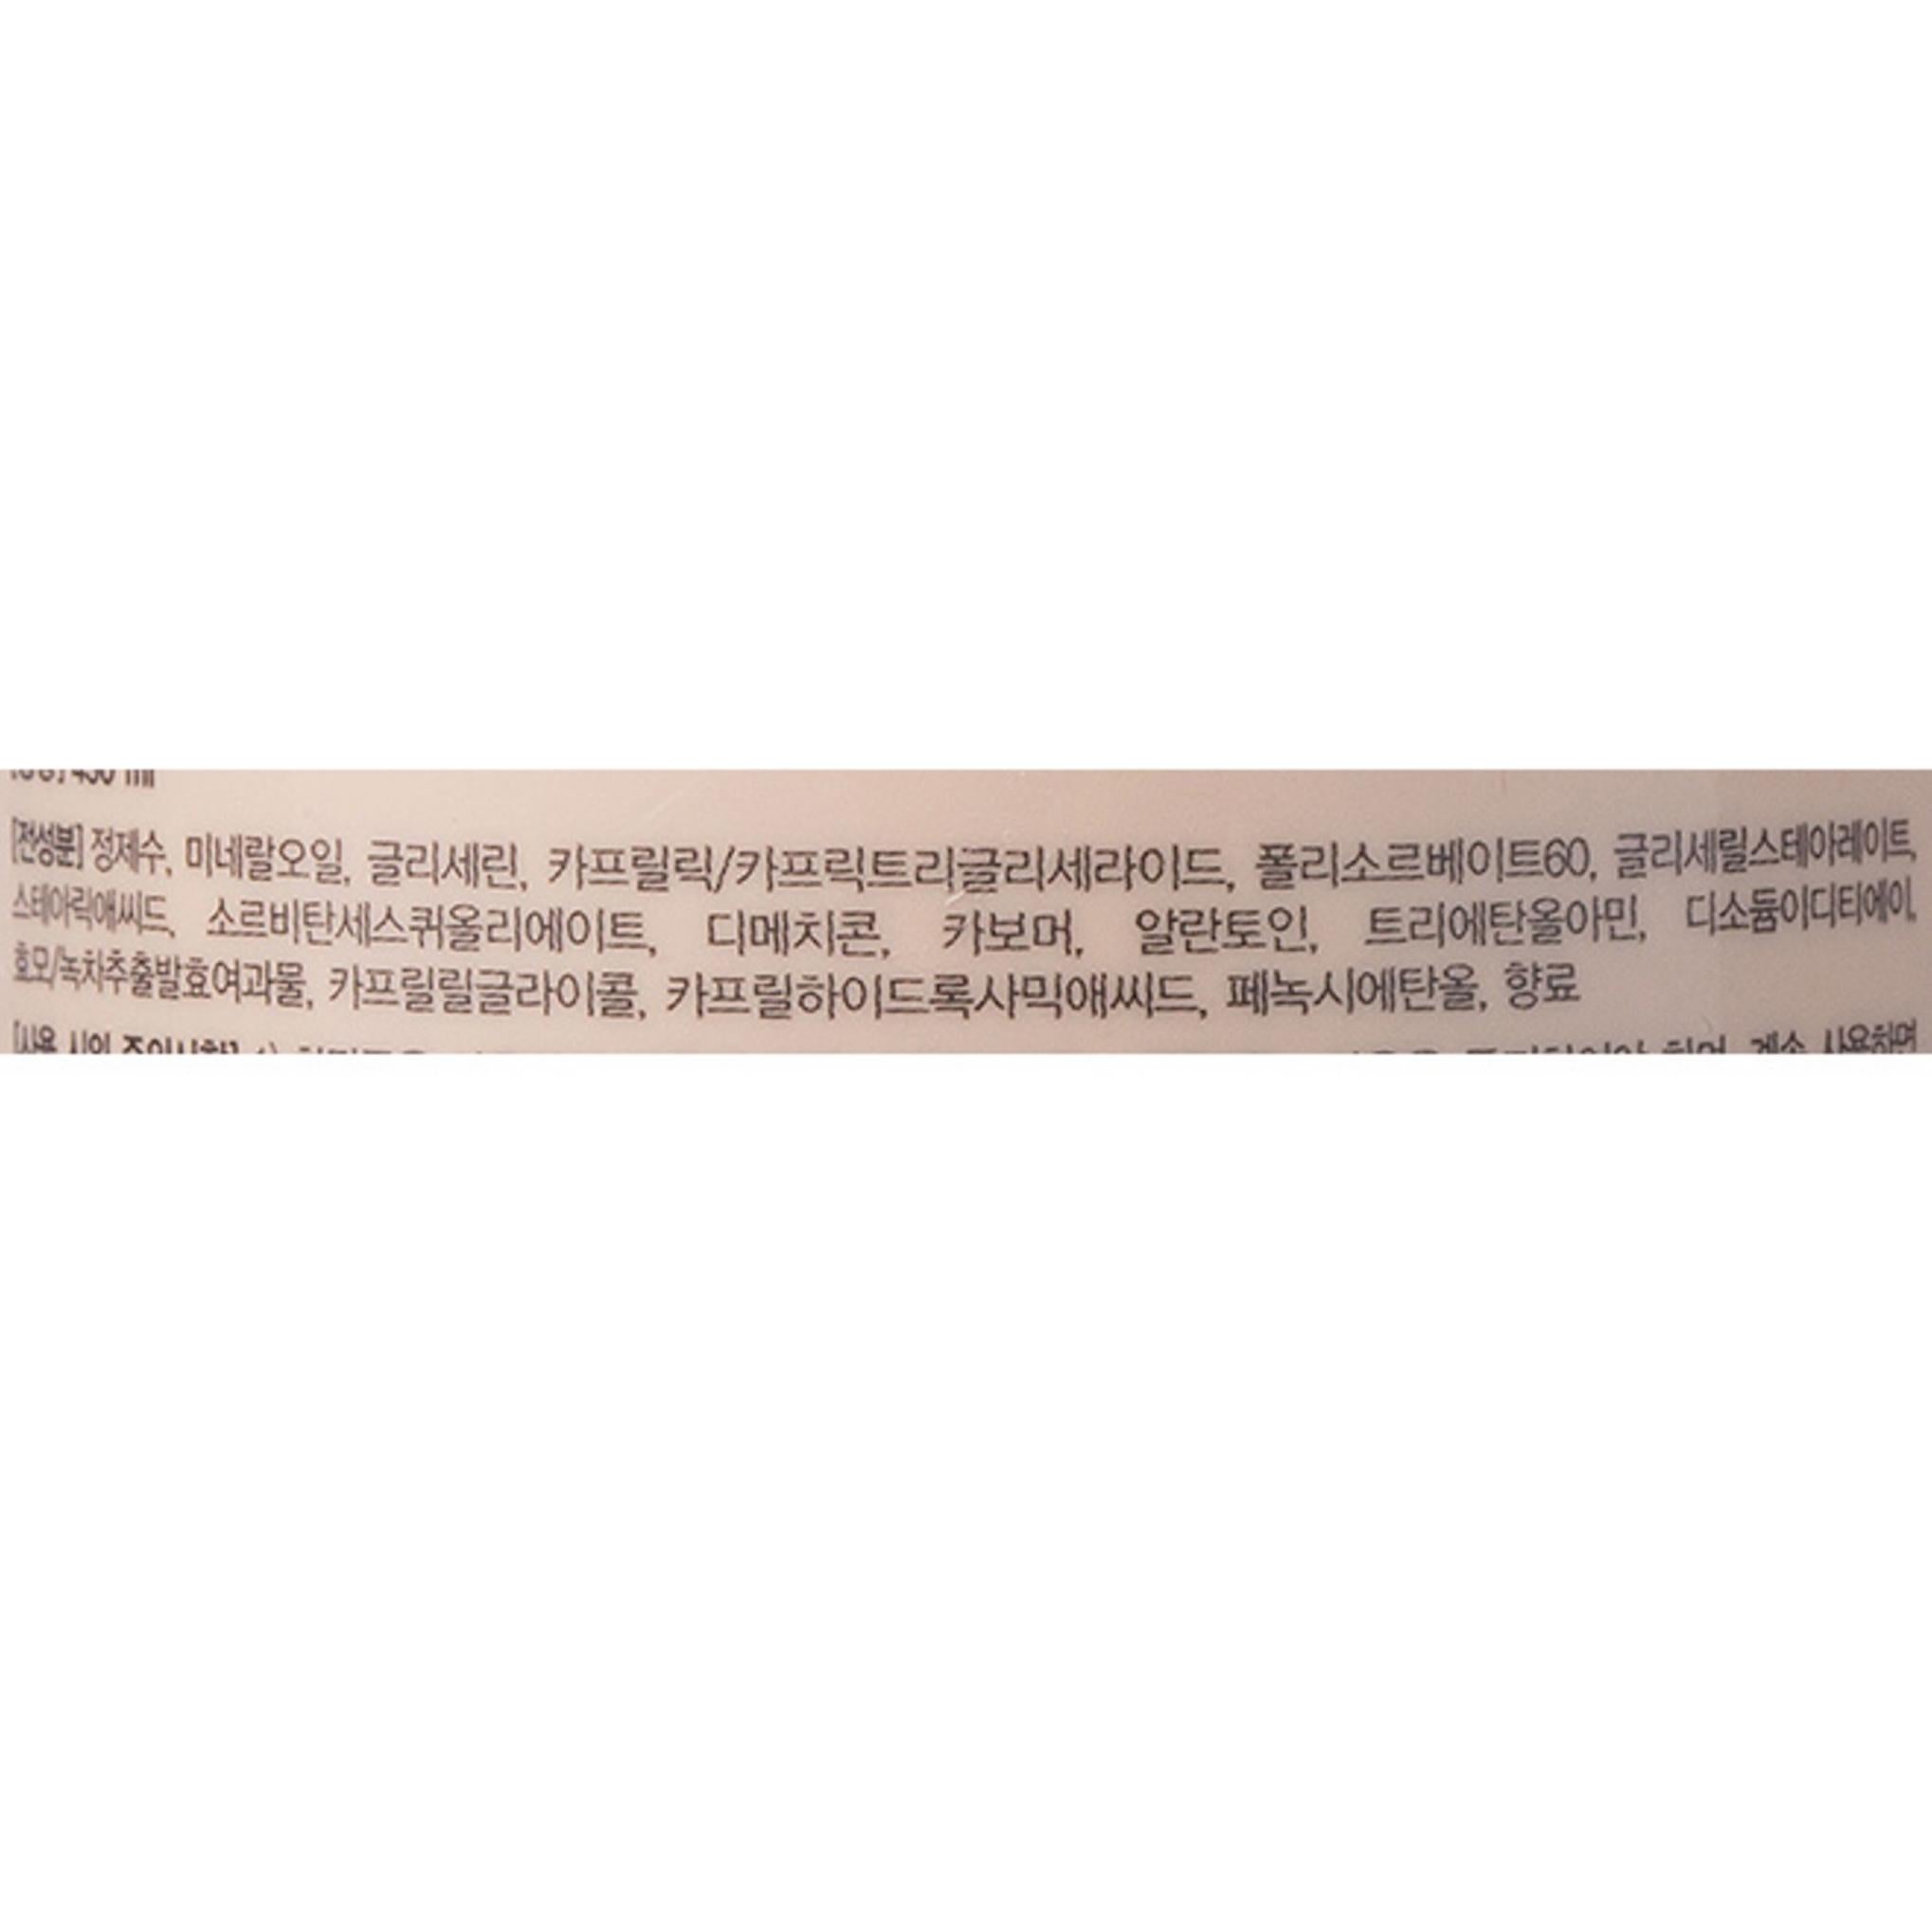 [전성분] 정제수, 미네랄오일, 글리세린, 카프릴릭/카프릭트리글리세라이드, 폴리소르베이트60, 글리세릴스테아레이트,
스테아릭애씨드, 소르비탄세스퀴올리에이트, 디메치콘, 카보머, 알란토인, 트리에탄올아민, 디소듐이디티에이,
효모/녹차추출발효여과물, 카프릴릴글라이콜, 카프릴하이드록사믹애씨드, 페녹시에탄올, 향료
계속 사용하면